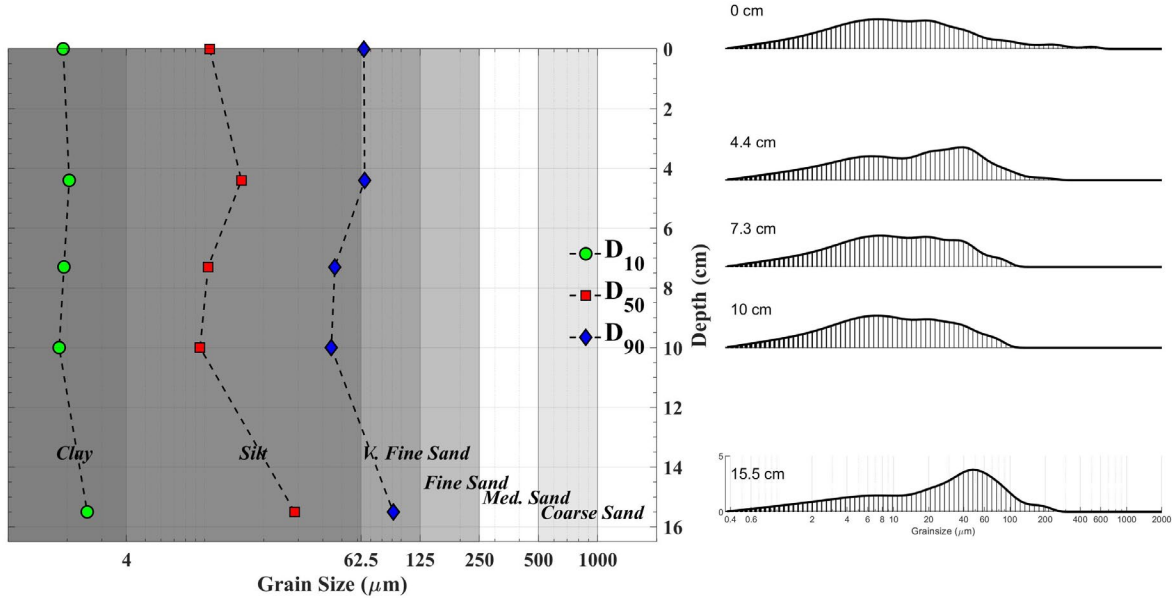 0
2
4
6
8
10
12
14
16
Depth (cm)
D10
D50
D90
Clay
Silt
V. Fine Sand
Fine Sand
Med. Sand
Coarse Sand
4 62.5 125 250 500 1000
Grain Size (μm)
0 cm
4.4 cm
7.3 cm
10 cm
15.5 cm
5
0
0.4 0.6 2 4 6 8 10 20 40 60 100 200 400 600 1000 2000
Grainsize (μm)